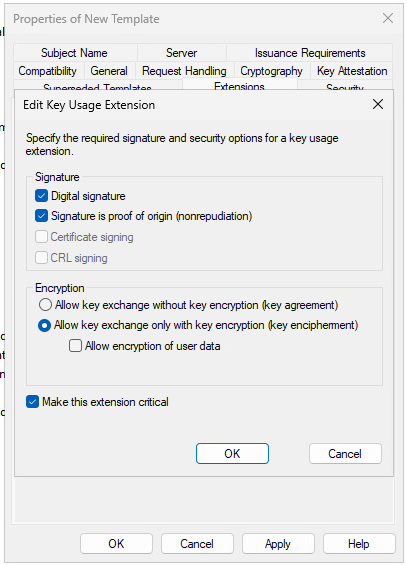 Properties of New Template
Subject Name Server Issuance Requirements
Compatibility General Request Handling Cryptography Key Attestation
Superseded Templates Extensions Security
Edit Key Usage Extension
Specify the required signature and security options for a key usage
extension.
Signature
Digital signature
Signature is proof of origin (nonrepudiation)
Certificate signing
CRL signing
Encryption
Allow key exchange without key encryption (key agreement)
Allow key exchange only with key encryption (key encipherment)
Allow encryption of user data
Make this extension critical
OK Cancel
OK Cancel Apply Help